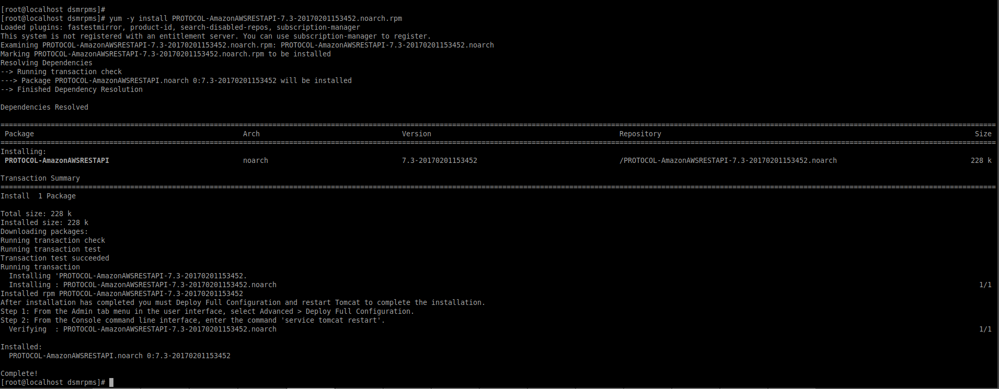 [root@localhost dsmrpms]#
[root@localhost dsmrpms]# yum -y install PROTOCOL-AmazonAWSRESTAPI-7.3-20170201153452.noarch.rpm
Loaded plugins: fastestmirror, product-id, search-disabled-repos, subscription-manager
This system is not registered with an entitlement server. You can use subscription-manager to register.
Examining PROTOCOL-AmazonAWSRESTAPI-7.3-20170201153452.noarch.rpm: PROTOCOL-AmazonAWSRESTAPI-7.3-20170201153452.noarch
Marking PROTOCOL-AmazonAWSRESTAPI-7.3-20170201153452.noarch.rpm to be installed
Resolving Dependencies
--> Running transaction check
---> Package PROTOCOL-AmazonAWSRESTAPI.noarch 0:7.3-20170201153452 will be installed
--> Finished Dependency Resolution

Dependencies Resolved

Package Arch Version Repository Size
Installing:
PROTOCOL-AmazonAWSRESTAPI noarch 7.3-20170201153452 /PROTOCOL-AmazonAWSRESTAPI-7.3-20170201153452.noarch 228 k

Transaction Summary
Install  1 Package

Total size: 228 k
Installed size: 228 k
Downloading packages:
Running transaction check
Running transaction test
Transaction test succeeded
Running transaction
  Installing 'PROTOCOL-AmazonAWSRESTAPI-7.3-20170201153452.
  Installing : PROTOCOL-AmazonAWSRESTAPI-7.3-20170201153452.noarch 1/1
Installed rpm PROTOCOL-AmazonAWSRESTAPI-7.3-20170201153452
After installation has completed you must Deploy Full Configuration and restart Tomcat to complete the installation.
Step 1: From the Admin tab menu in the user interface, select Advanced > Deploy Full Configuration.
Step 2: From the Console command line interface, enter the command 'service tomcat restart'.
  Verifying  : PROTOCOL-AmazonAWSRESTAPI-7.3-20170201153452.noarch 1/1

Installed:
  PROTOCOL-AmazonAWSRESTAPI.noarch 0:7.3-20170201153452

Complete!
[root@localhost dsmrpms]#